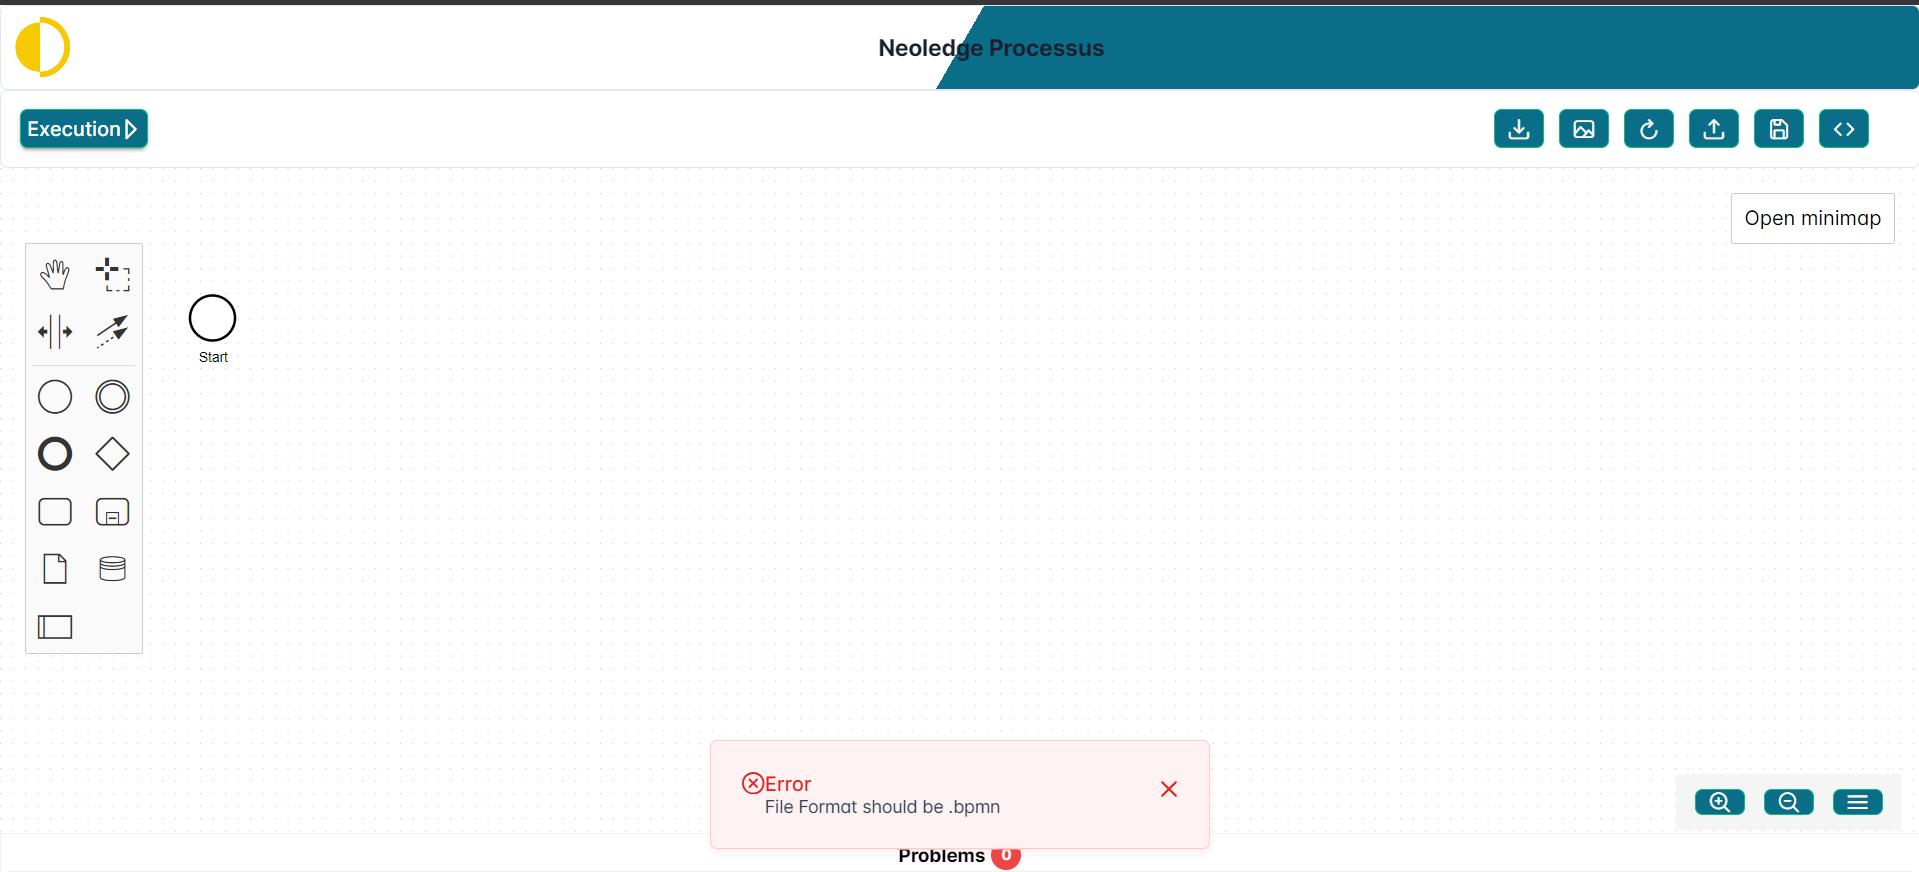 Neoledge Processus
Execution
Open minimap
Start
Error
File Format should be .bpmn
Problems 0